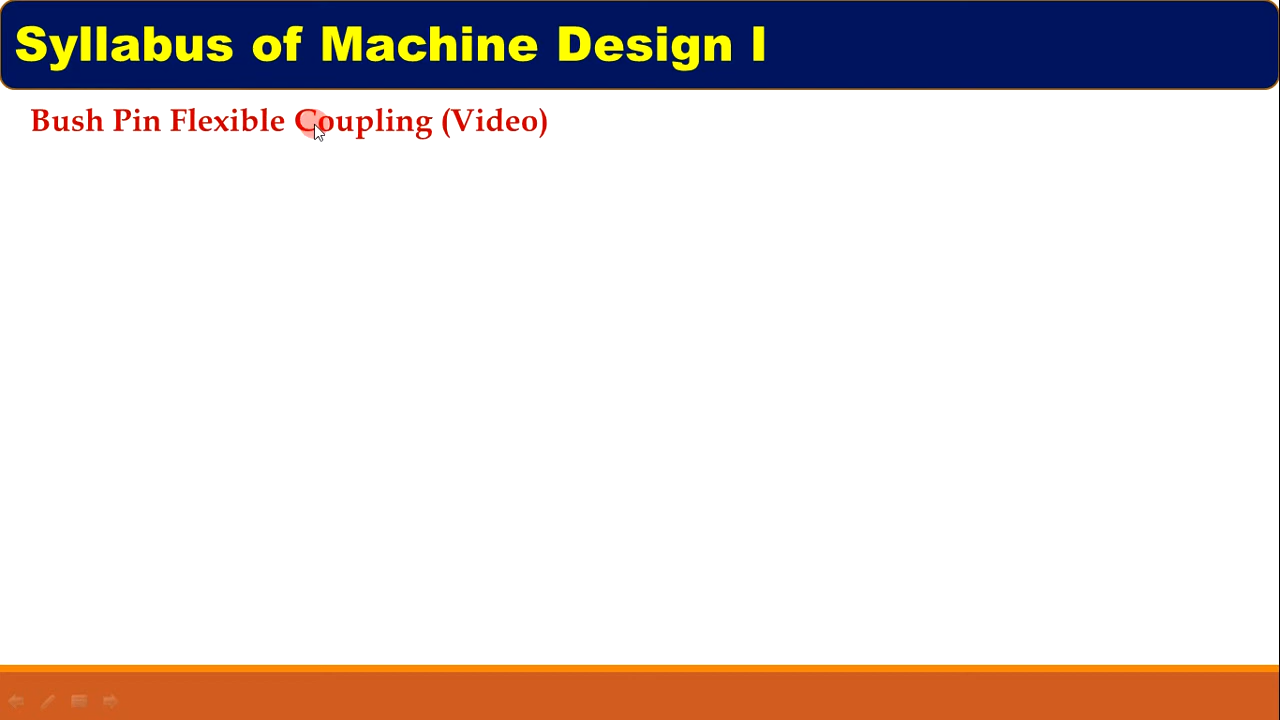 Syllabus of Machine Design I
Bush Pin Flexible Coupling (Video)